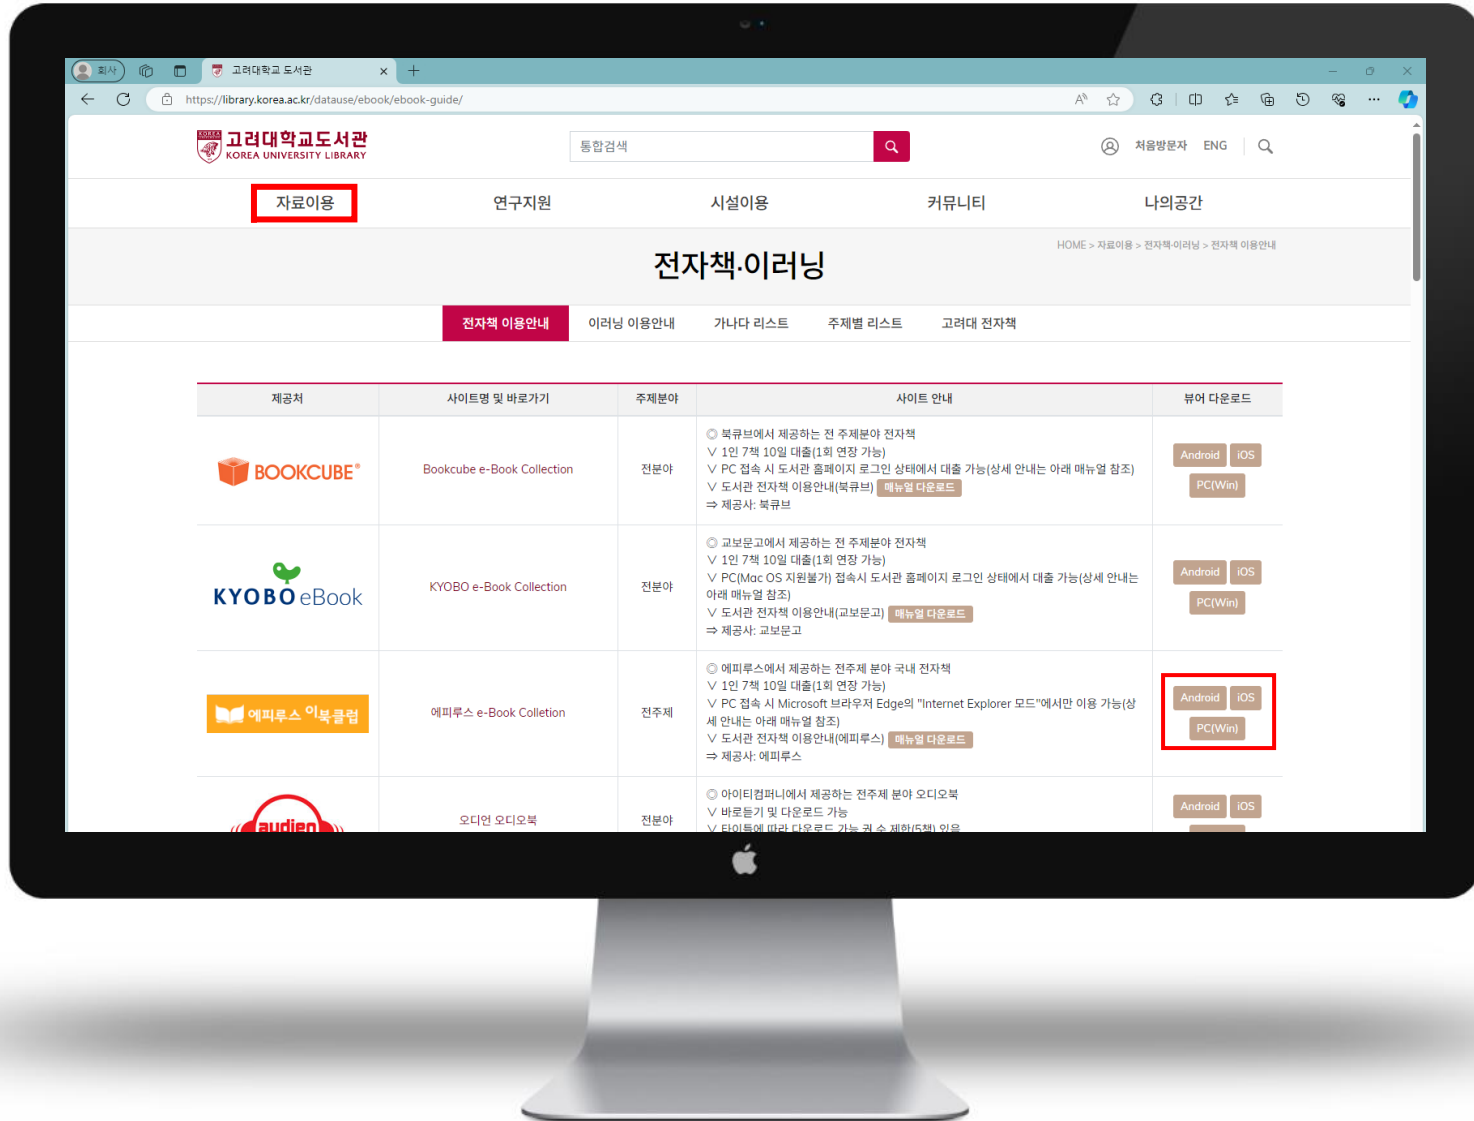 회사
고려대학교 도서관
https://library.korea.ac.kr/datause/ebook/ebook-guide/
고려대학교도서관
KOREA UNIVERSITY LIBRARY
통합검색
처음방문자 ENG
자료이용 연구지원 시설이용 커뮤니티 나의공간
전자책·이러닝
HOME > 자료이용 > 전자책·이러닝 > 전자책 이용안내
전자책 이용안내 이러닝 이용안내 가나다 리스트 주제별 리스트 고려대 전자책
제공처 사이트명 및 바로가기 주제분야 사이트 안내 뷰어 다운로드
BOOKCUBE
Bookcube e-Book Collection
전분야
◎ 북큐브에서 제공하는 전 주제분야 전자책
∨ 1인 7책 10일 대출(1회 연장 가능)
∨ PC 접속 시 도서관 홈페이지 로그인 상태에서 대출 가능(상세 안내는 아래 매뉴얼 참조)
∨ 도서관 전자책 이용안내(북큐브) 매뉴얼 다운로드
⇒ 제공사: 북큐브
Android iOS
PC(Win)
KYOBO eBook
KYOBO e-Book Collection
전분야
◎ 교보문고에서 제공하는 전 주제분야 전자책
∨ 1인 7책 10일 대출(1회 연장 가능)
∨ PC(Mac OS 지원불가) 접속시 도서관 홈페이지 로그인 상태에서 대출 가능(상세 안내는
아래 매뉴얼 참조)
∨ 도서관 전자책 이용안내(교보문고) 매뉴얼 다운로드
⇒ 제공사: 교보문고
Android iOS
PC(Win)
에피루스 이북클럽
에피루스 e-Book Colletion
전주제
◎ 에피루스에서 제공하는 전주제 분야 국내 전자책
∨ 1인 7책 10일 대출(1회 연장 가능)
∨ PC 접속 시 Microsoft 브라우저 Edge의 "Internet Explorer 모드"에서만 이용 가능(상
세 안내는 아래 매뉴얼 참조)
∨ 도서관 전자책 이용안내(에피루스) 매뉴얼 다운로드
⇒ 제공사: 에피루스
Android iOS
PC(Win)
audien
오디언 오디오북
전분야
◎ 아이티컴퍼니에서 제공하는 전주제 분야 오디오북
∨ 바로듣기 및 다운로드 가능
∨ 타이틀에 따라 다운로드 가능 권 수 제한(5책) 있음
Android iOS